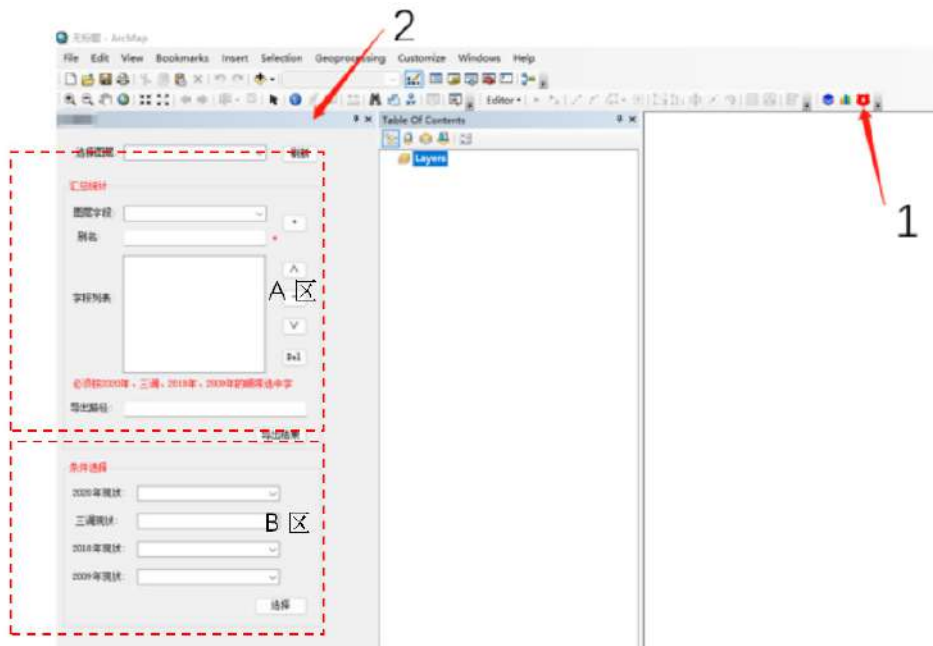 2
无标题 - ArcMap
File Edit View Bookmarks Insert Selection Geoprocessing Customize Windows Help
Editor
Table Of Contents
选择图层: 刷新
Layers
1
汇总统计
图层字段:
+
别名: *
∧
A 区
字段列表
∨
Del
必须按2020年、三调、2018年、2009年的顺序选中字
导出路径:
导出结果
条件选择
2020年现状:
三调现状:
B 区
2018年现状:
2009年现状:
选择